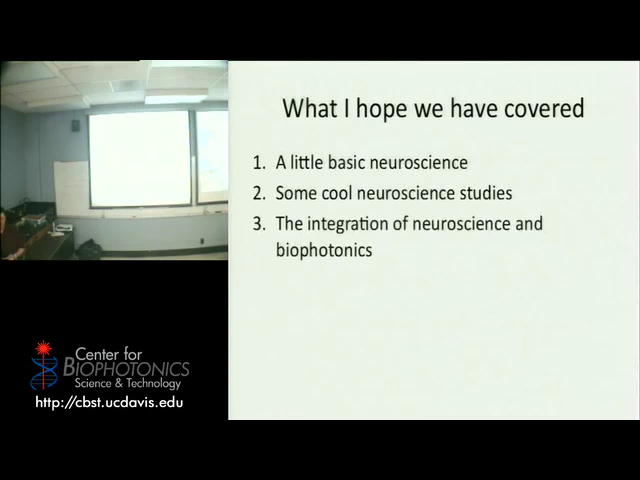 What I hope we have covered
1. A little basic neuroscience
2. Some cool neuroscience studies
3. The integration of neuroscience and
biophotonics
Center for
BIOPHOTONICS
Science & Technology
http://cbst.ucdavis.edu